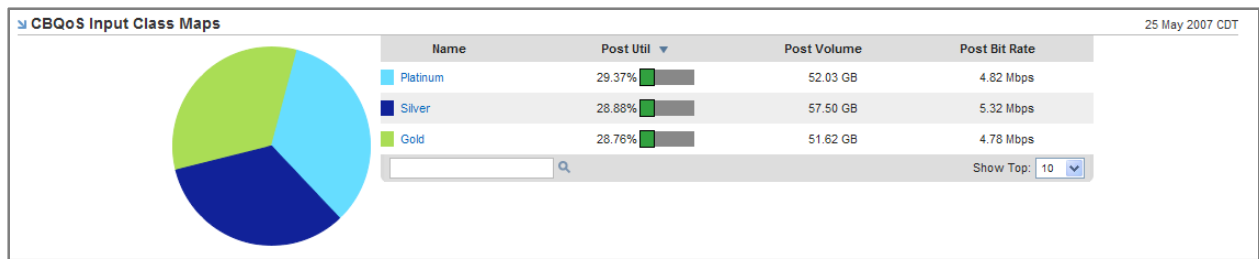 CBQoS Input Class Maps 25 May 2007 CDT
Name Post Util Post Volume Post Bit Rate
Platinum 29.37% 52.03 GB 4.82 Mbps
Silver 28.88% 57.50 GB 5.32 Mbps
Gold 28.76% 51.62 GB 4.78 Mbps
Show Top: 10